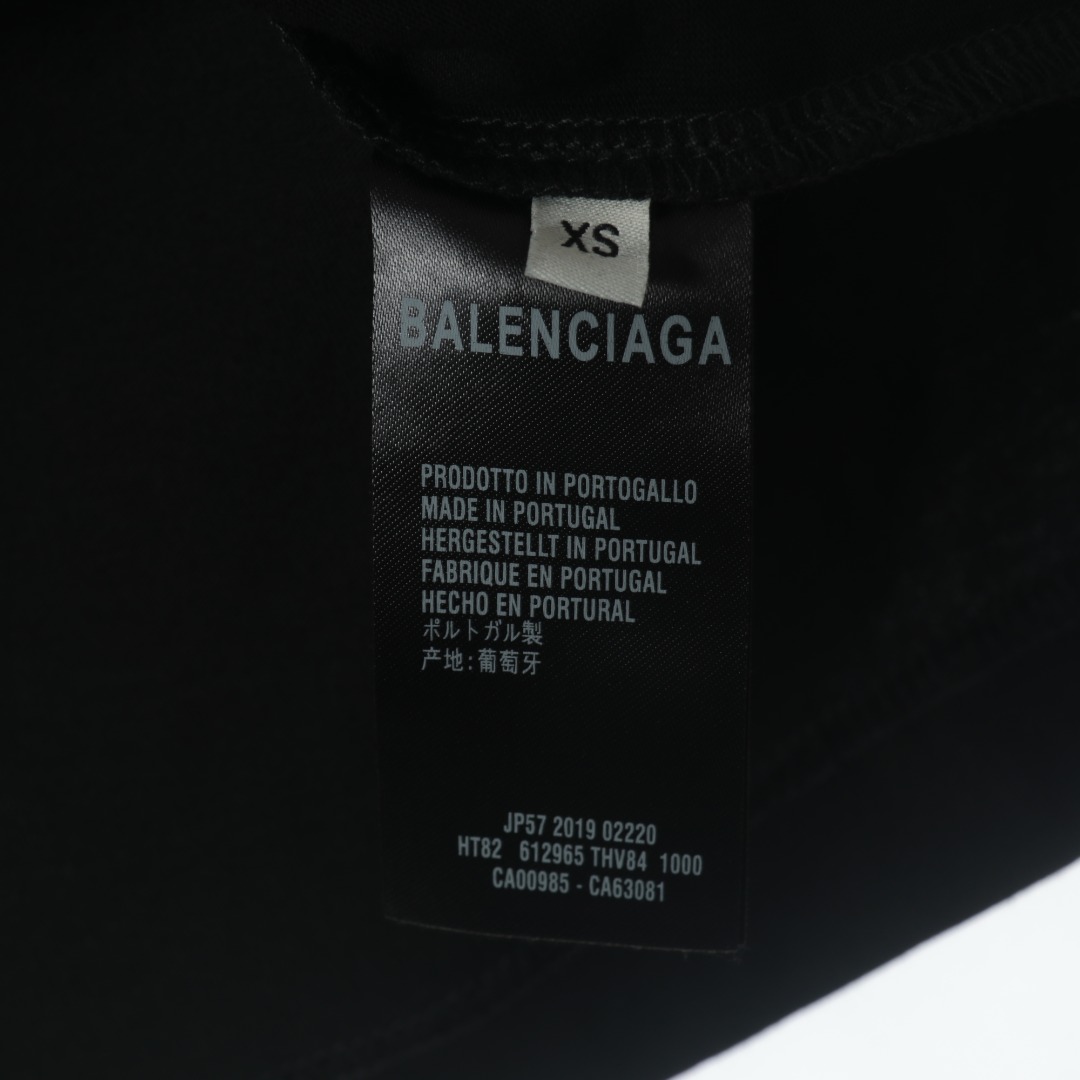 XS
BALENCIAGA
PRODOTTO IN PORTOGALLO
MADE IN PORTUGAL
HERGESTELLT IN PORTUGAL
FABRIQUE EN PORTUGAL
HECHO EN PORTURAL
ポルトガル製
产地:葡萄牙
JP57 2019 02220
HT82 612965 THV84 1000
CA00985 - CA63081